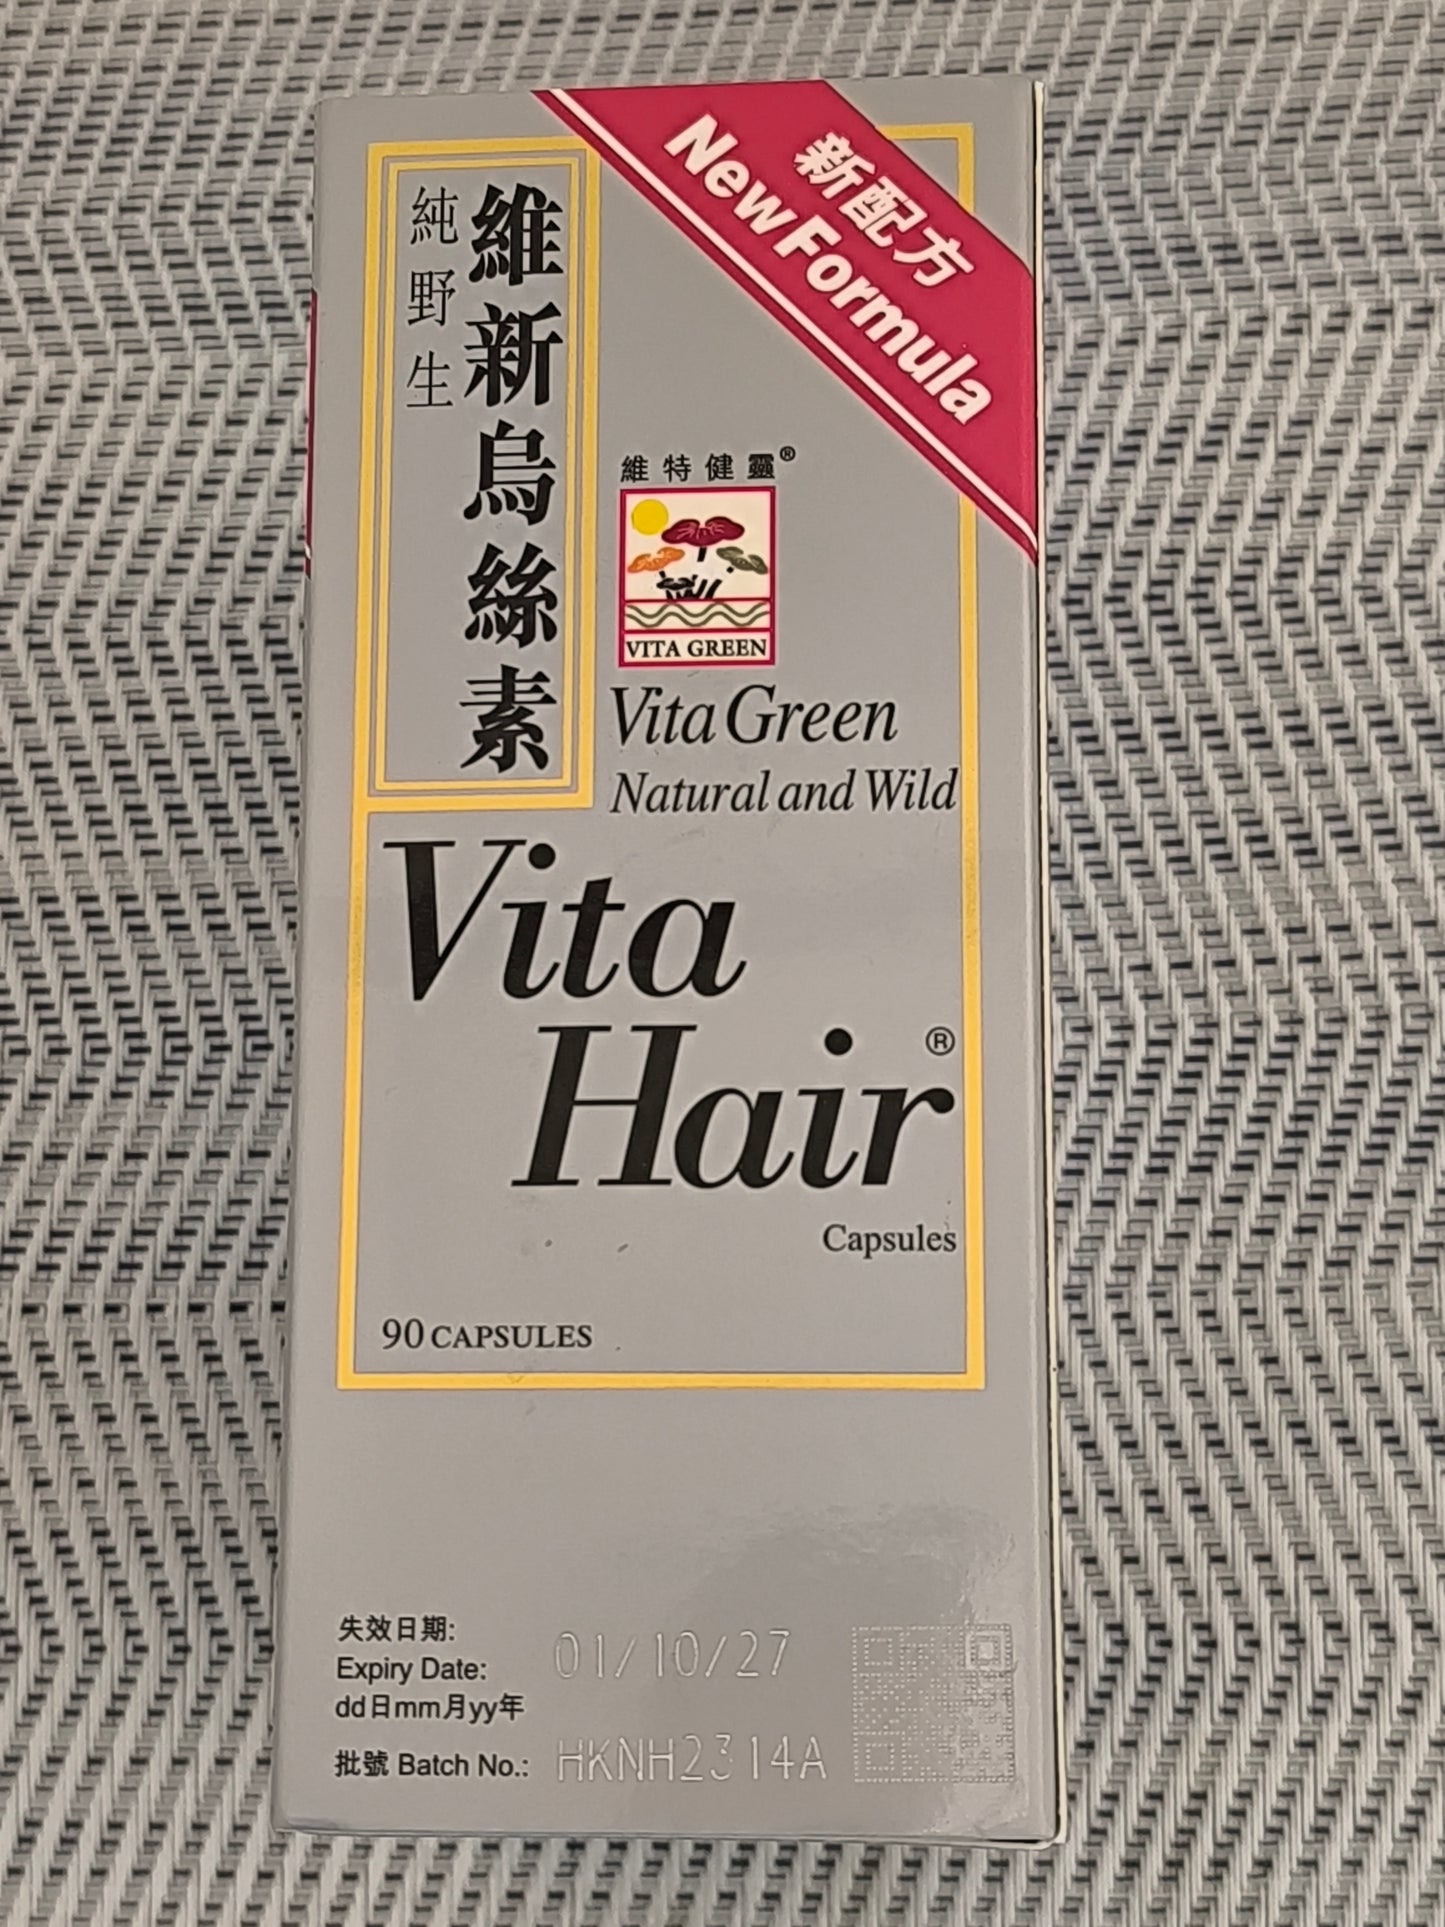 新配方
New Formula
維新烏絲素
純野生
維特健靈®
VITA GREEN
Vita Green
Natural and Wild
Vita
Hair®
Capsules
90 CAPSULES
失效日期:
Expiry Date: 01/10/27
dd日mm月yy年
批號 Batch No.: HKNH2314A